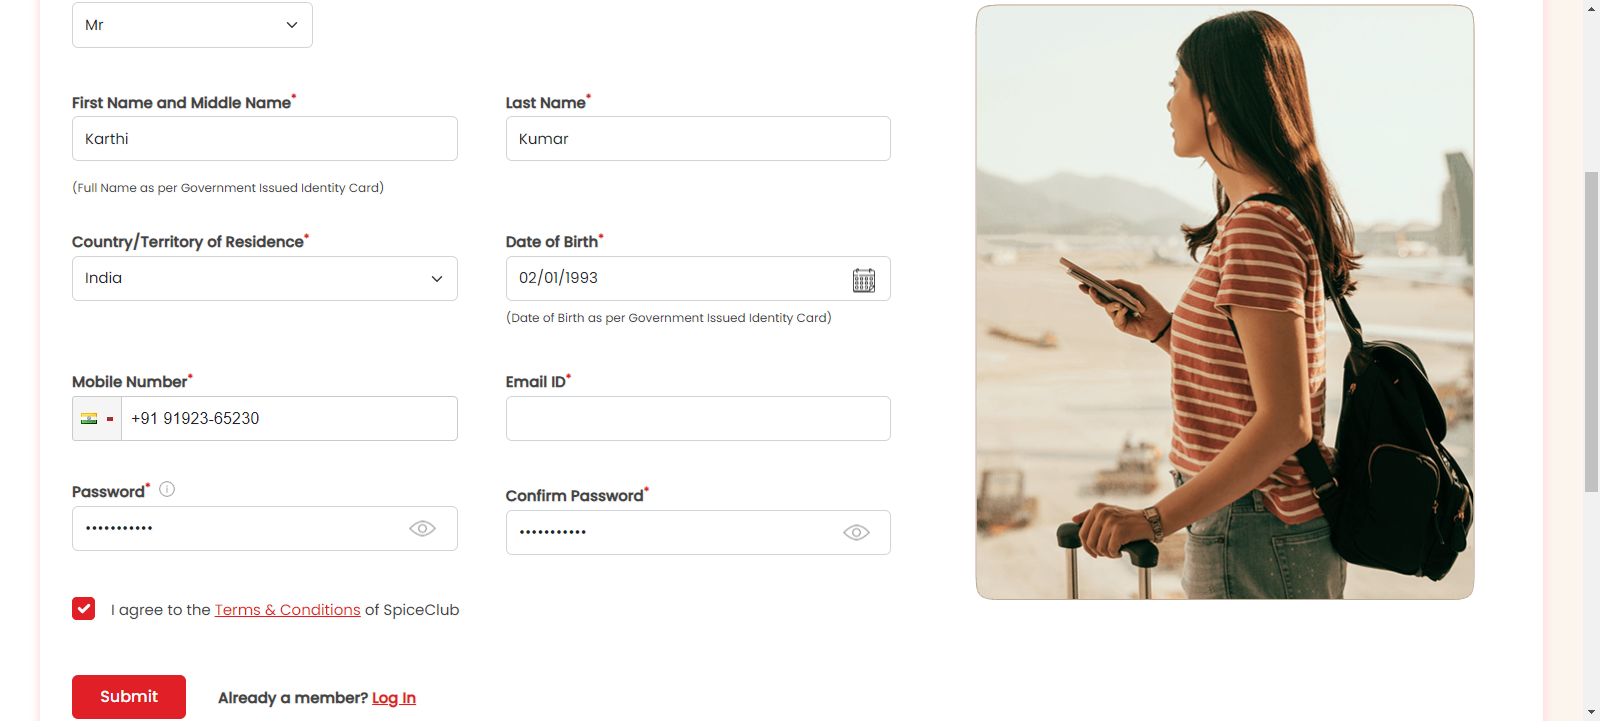 Mr
First Name and Middle Name*
Last Name*
Karthi
Kumar
(Full Name as per Government Issued Identity Card)
Country/Territory of Residence*
Date of Birth*
India
02/01/1993
(Date of Birth as per Government Issued Identity Card)
Mobile Number*
Email ID*
+91 91923-65230
Password*
Confirm Password*
•••••••••••
•••••••••••
I agree to the Terms & Conditions of SpiceClub
Submit
Already a member? Log In